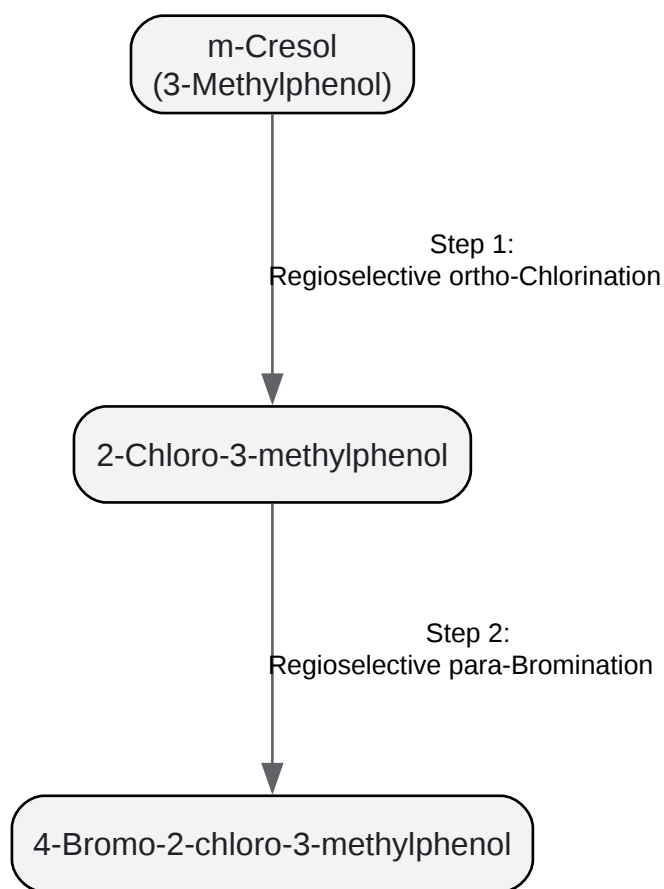 m-Cresol
(3-Methylphenol)
Step 1:
Regioselective ortho-Chlorination
2-Chloro-3-methylphenol
Step 2:
Regioselective para-Bromination
4-Bromo-2-chloro-3-methylphenol